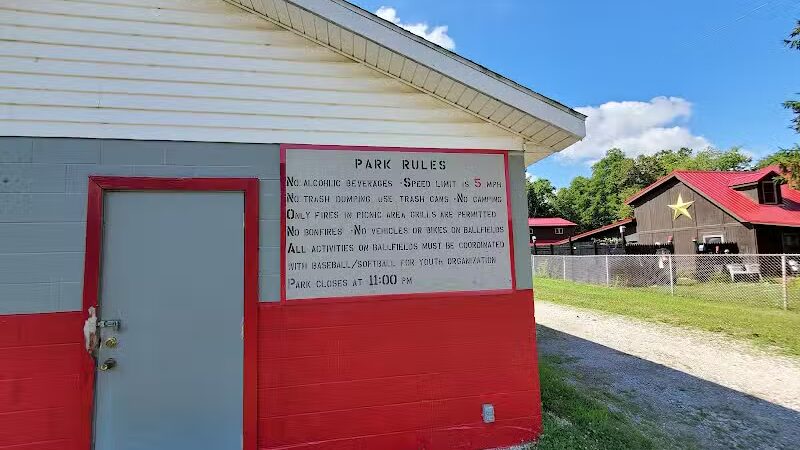 PARK RULES
NO ALCOHLIC BEVERAGES - SPEED LIMIT IS 5 MPH
NO TRASH DUMPING. USE TRASH CANS - NO CAMPING
ONLY FIRES IN PICNIC AREA GRILLS ARE PERMITTED
NO BONFIRES - NO VEHICLES OR BIKES ON BALLFIELDS
ALL ACTIVITIES ON BALLFIELDS MUST BE COORDINATED
WITH BASEBALL/SOFTBALL FOR YOUTH ORGANIZATION
PARK CLOSES AT 11:00 PM